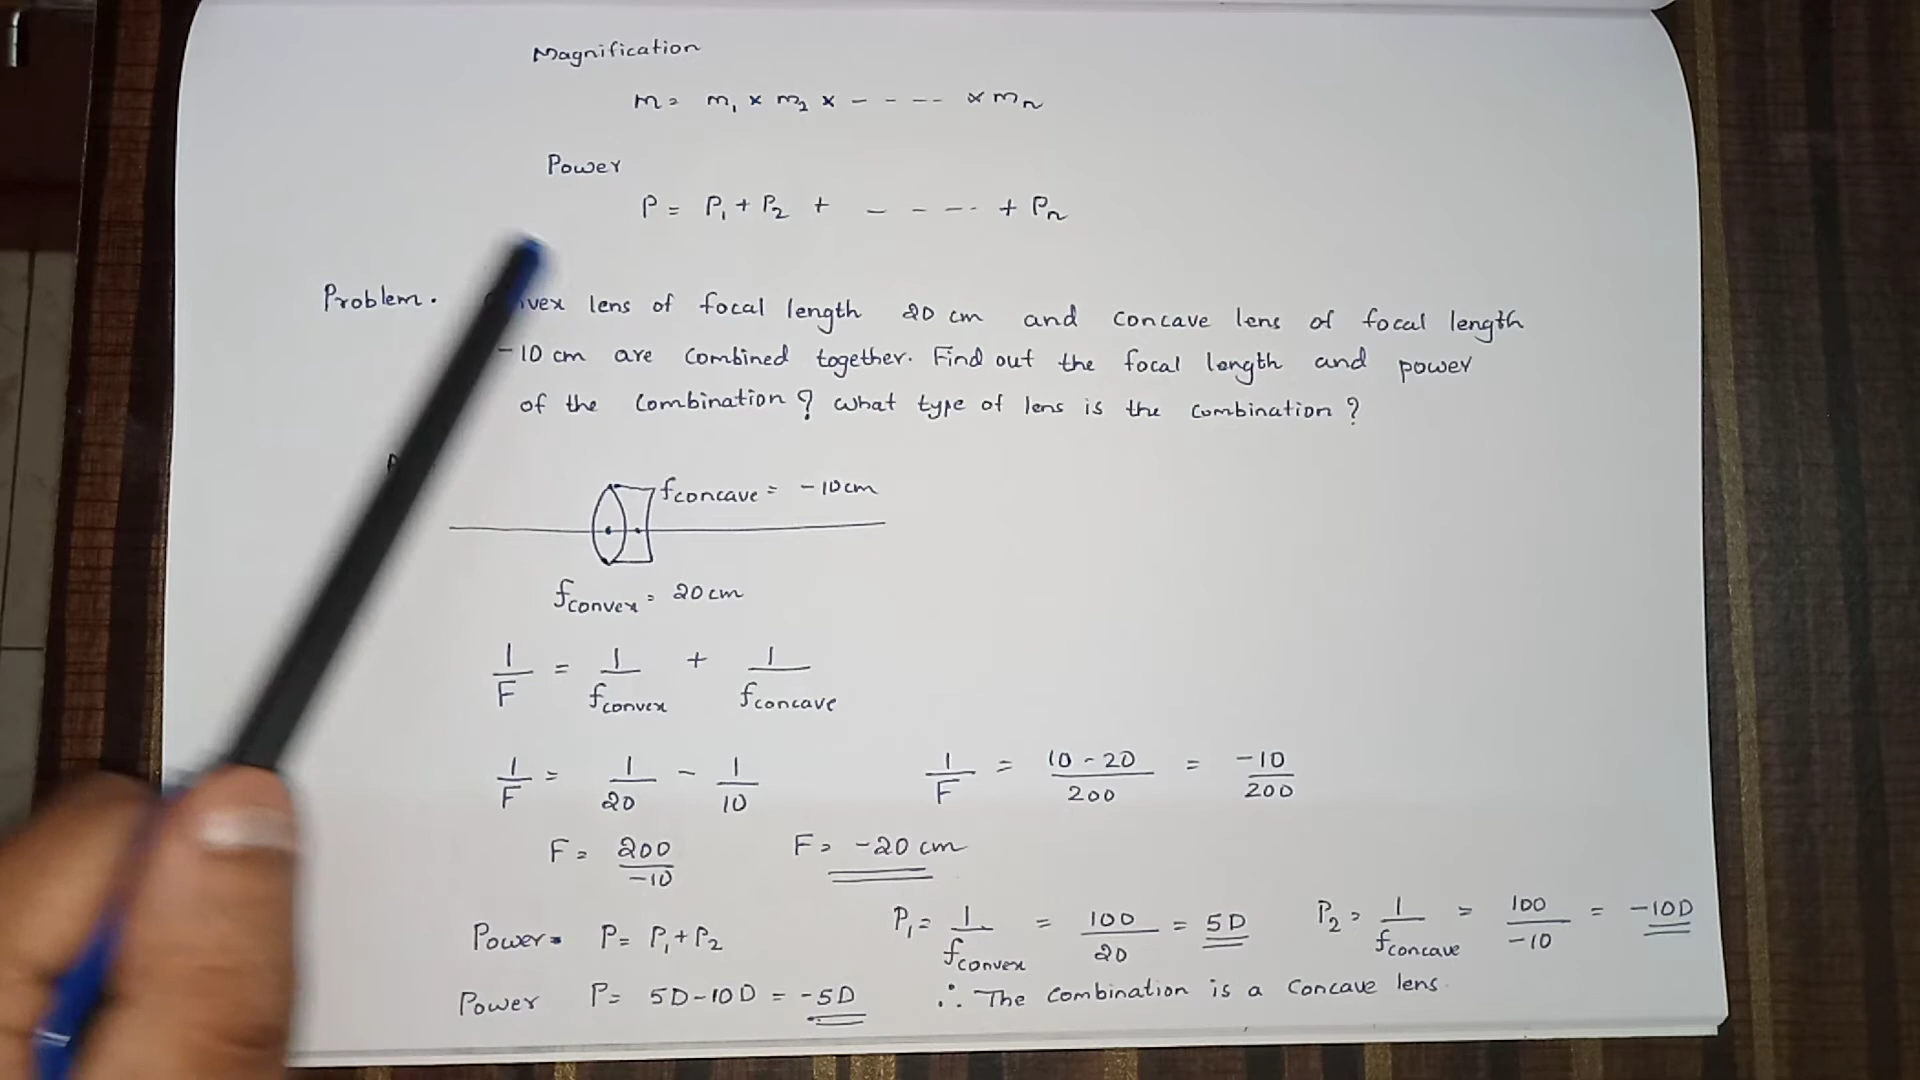 Magnification
m = m₁ × m₂ × - - - -- × mₙ
Power
P = P₁ + P₂ + - - - -- + Pₙ
Problem. lens of focal length 20 cm and concave lens of focal length
-10 cm are combined together. Find out the focal length and power
of the combination? what type of lens is the combination?
fconcave = -10cm
fconvex = 20cm
1/F = 1/fconvex + 1/fconcave
1/F = 1/20 - 1/10 1/F = 10-20/200 = -10/200
F = 200/-10 F = -20 cm
Power = P = P₁ + P₂ P₁ = 1/fconvex = 100/20 = 5D P₂ = 1/fconcave = 100/-10 = -10D
Power P = 5D-10D = -5D ∴ The combination is a concave lens.